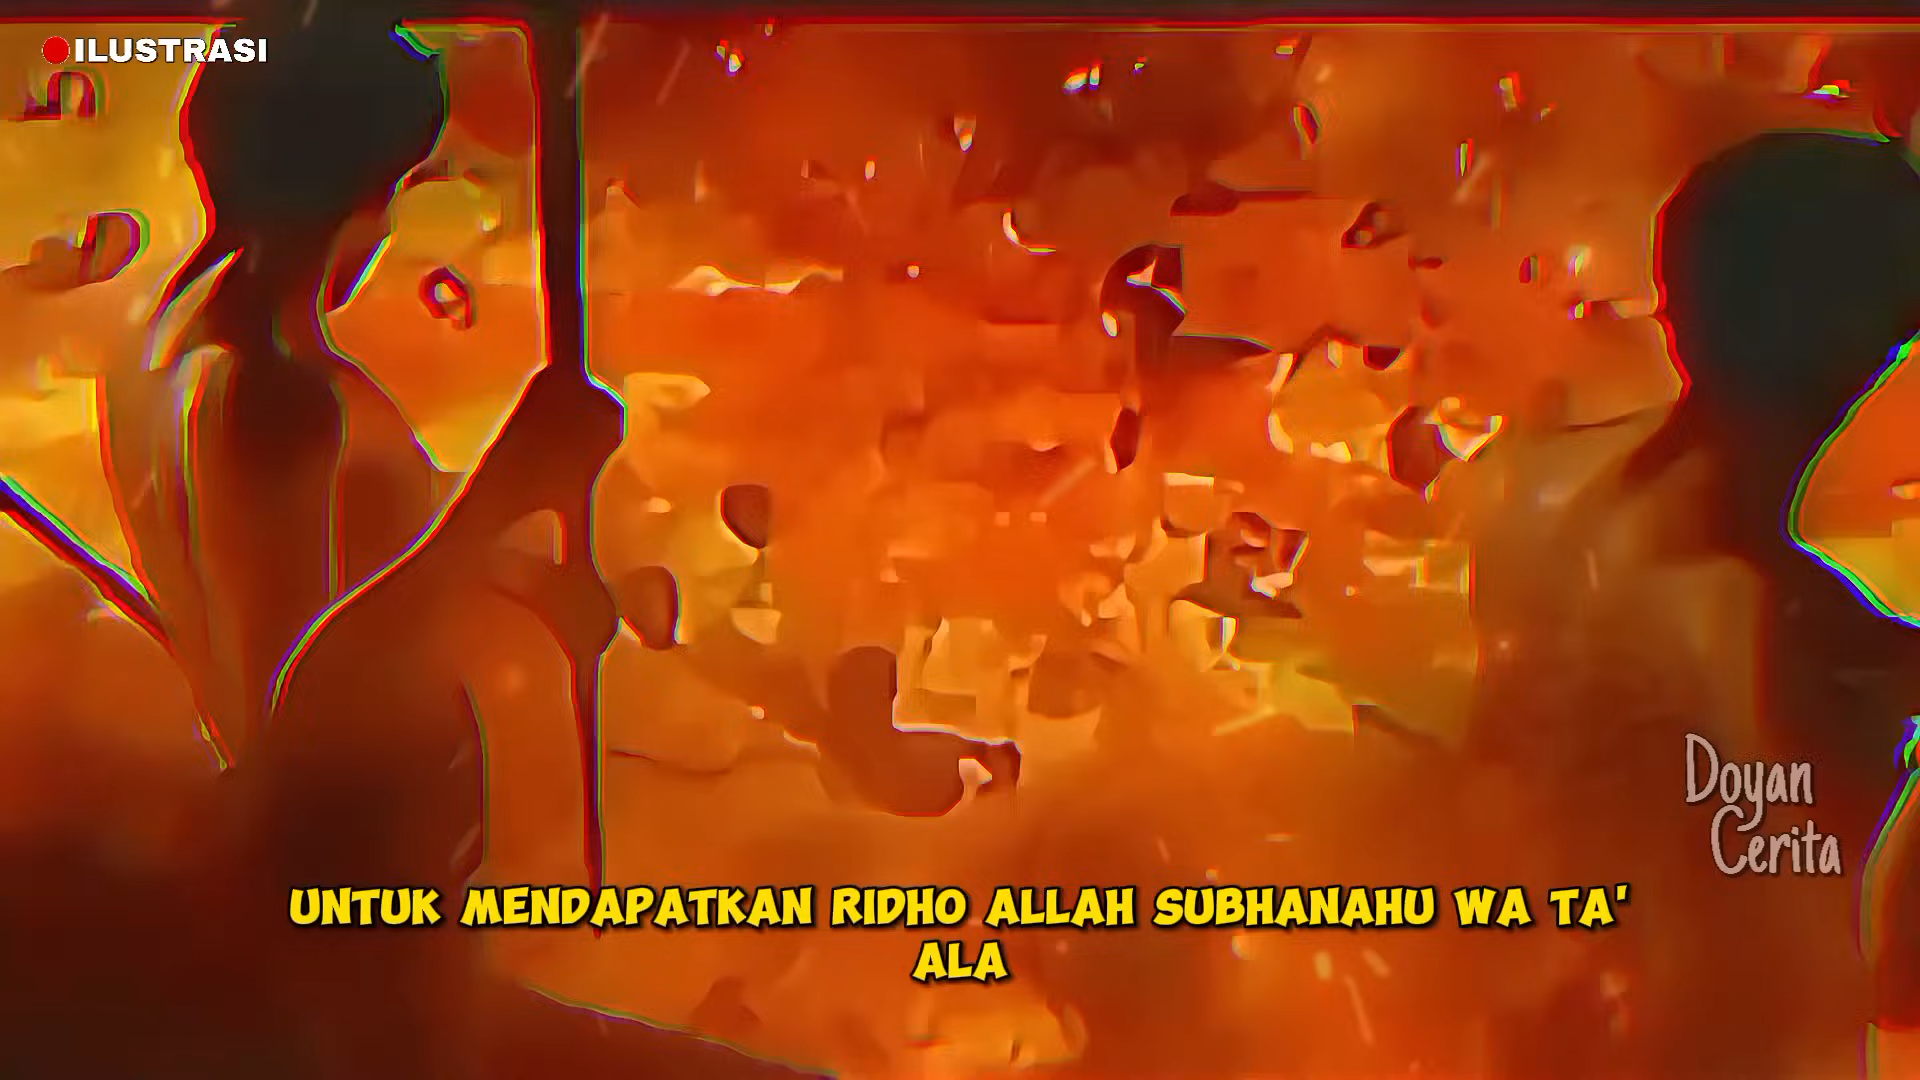 ILUSTRASI
Doyan
Cerita
UNTUK MENDAPATKAN RIDHO ALLAH SUBHANAHU WA TA'
ALA